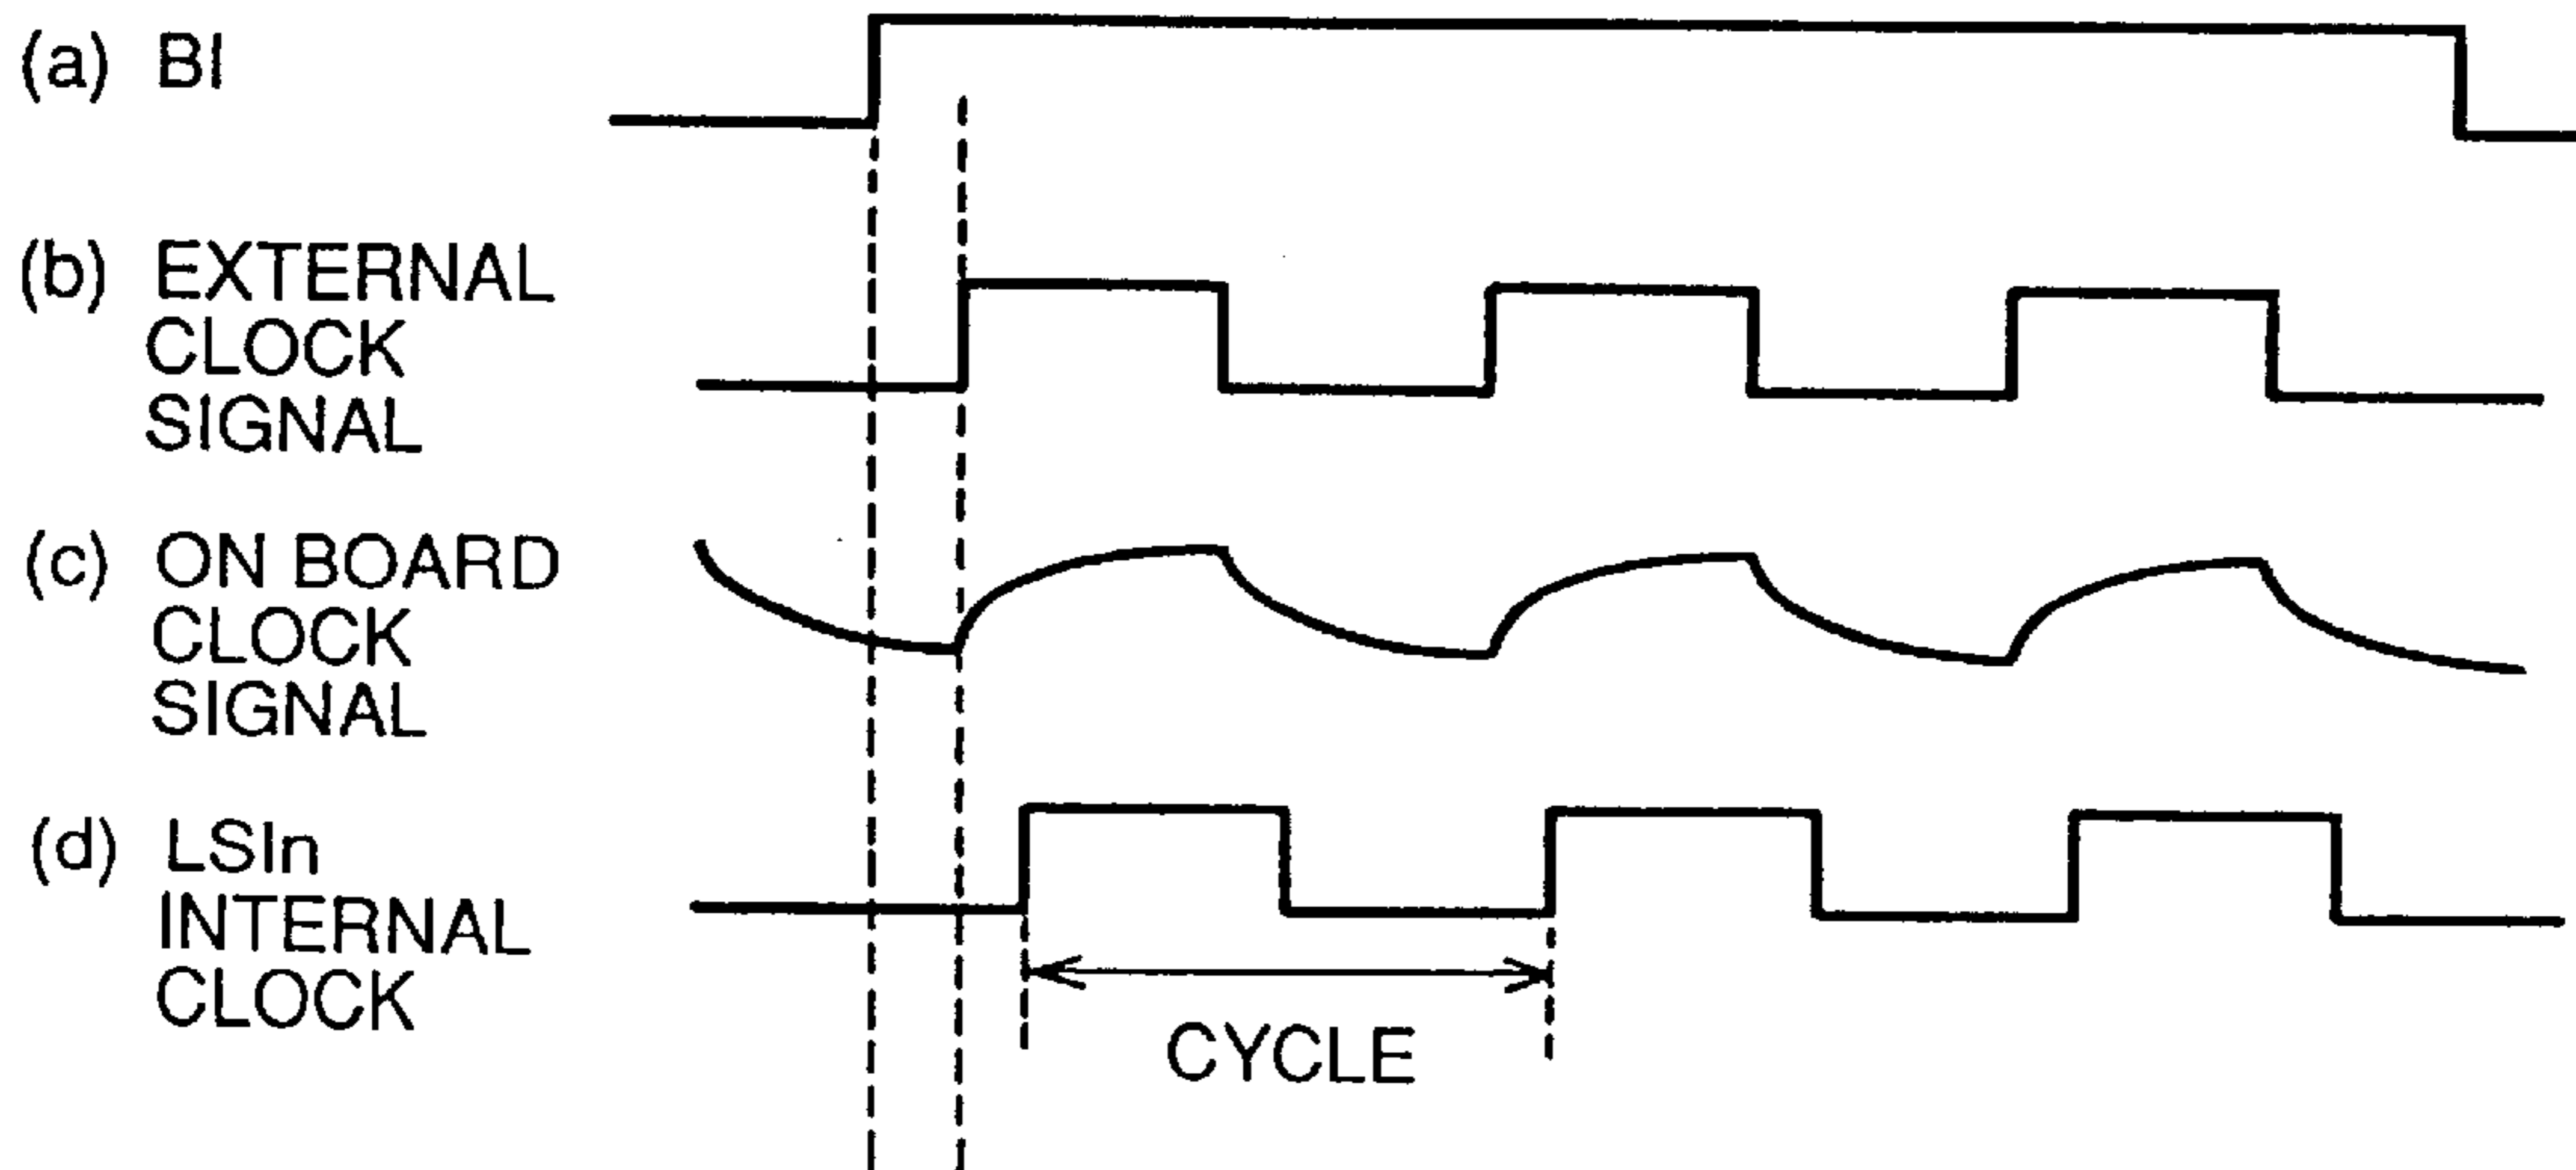 (a) BI
(b) EXTERNAL
CLOCK
SIGNAL
(c) ON BOARD
CLOCK
SIGNAL
(d) LSIn
INTERNAL
CLOCK
CYCLE